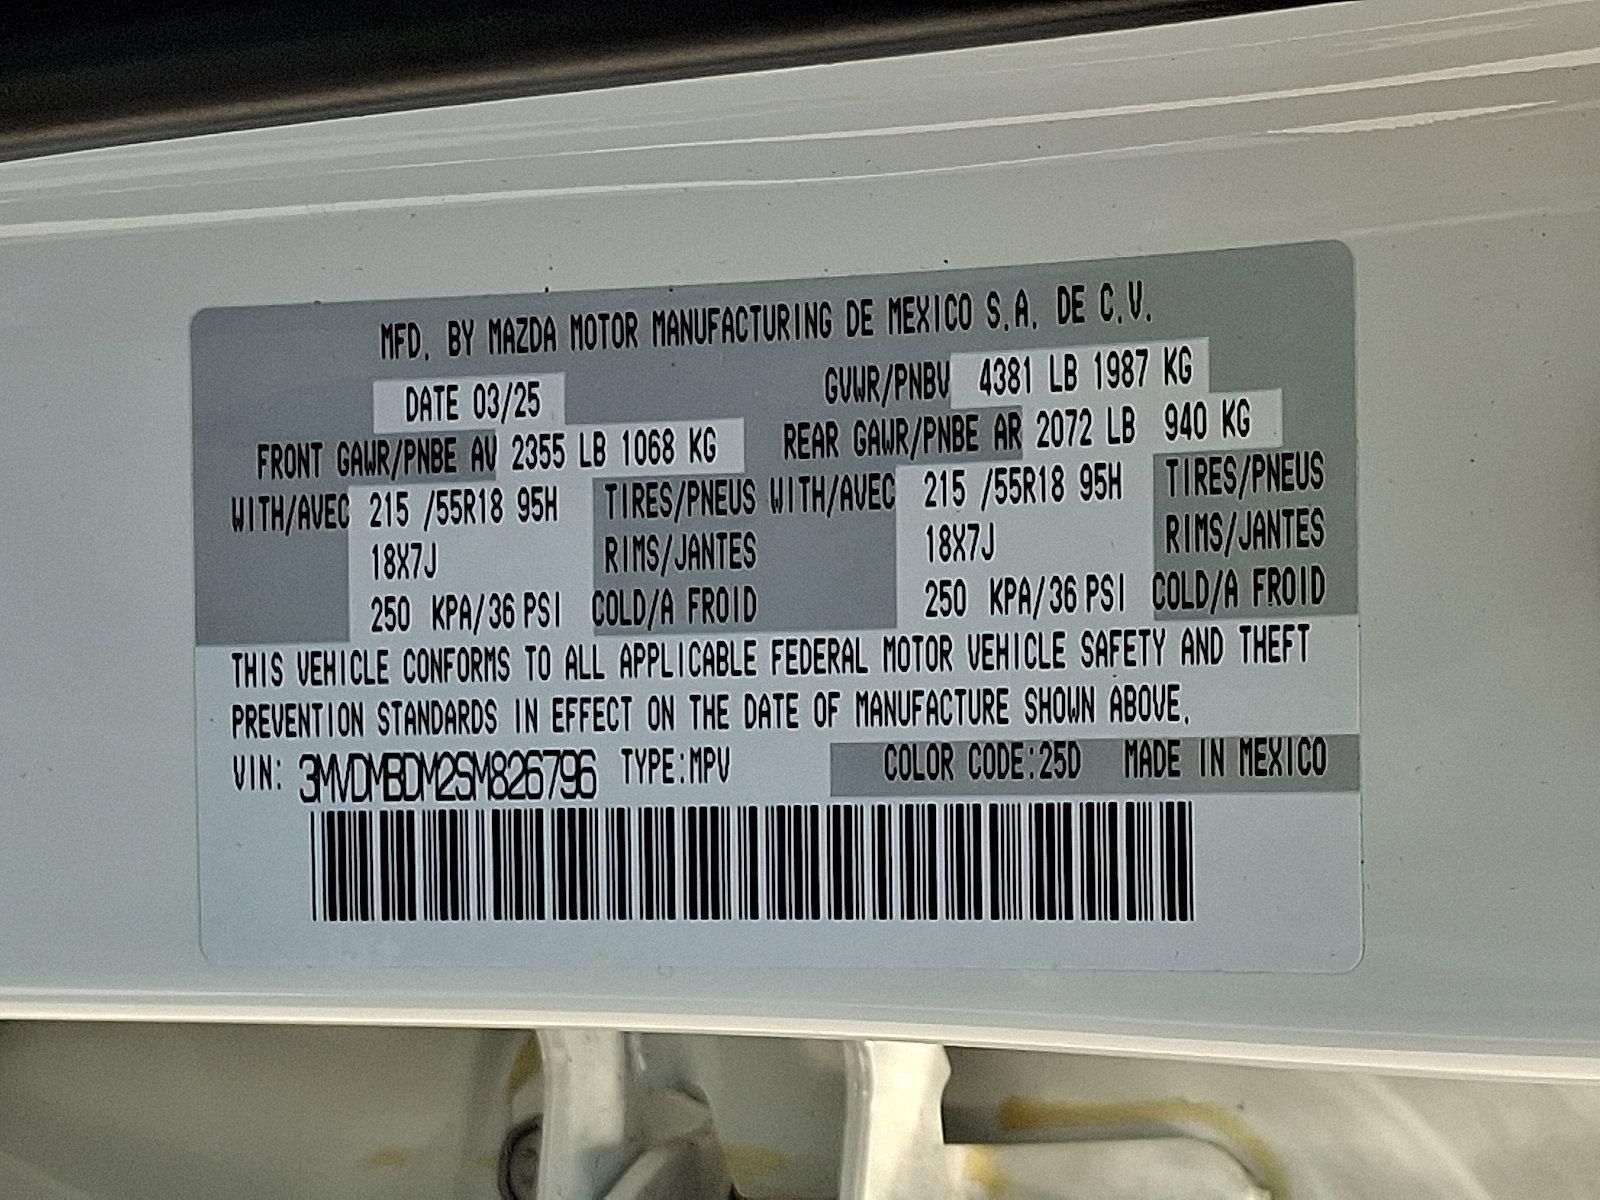 MFD. BY MAZDA MOTOR MANUFACTURING DE MEXICO S.A. DE C.V.
DATE 03/25 GVWR/PNBV 4381 LB 1987 KG
FRONT GAWR/PNBE AV 2355 LB 1068 KG REAR GAWR/PNBE AR 2072 LB 940 KG
WITH/AVEC 215 /55R18 95H TIRES/PNEUS WITH/AVEC 215 /55R18 95H TIRES/PNEUS
18X7J RIMS/JANTES 18X7J RIMS/JANTES
250 KPA/36 PSI COLD/A FROID 250 KPA/36 PSI COLD/A FROID
THIS VEHICLE CONFORMS TO ALL APPLICABLE FEDERAL MOTOR VEHICLE SAFETY AND THEFT
PREVENTION STANDARDS IN EFFECT ON THE DATE OF MANUFACTURE SHOWN ABOVE.
VIN: 3MVDMBDM2SM826796 TYPE:MPV COLOR CODE:25D MADE IN MEXICO